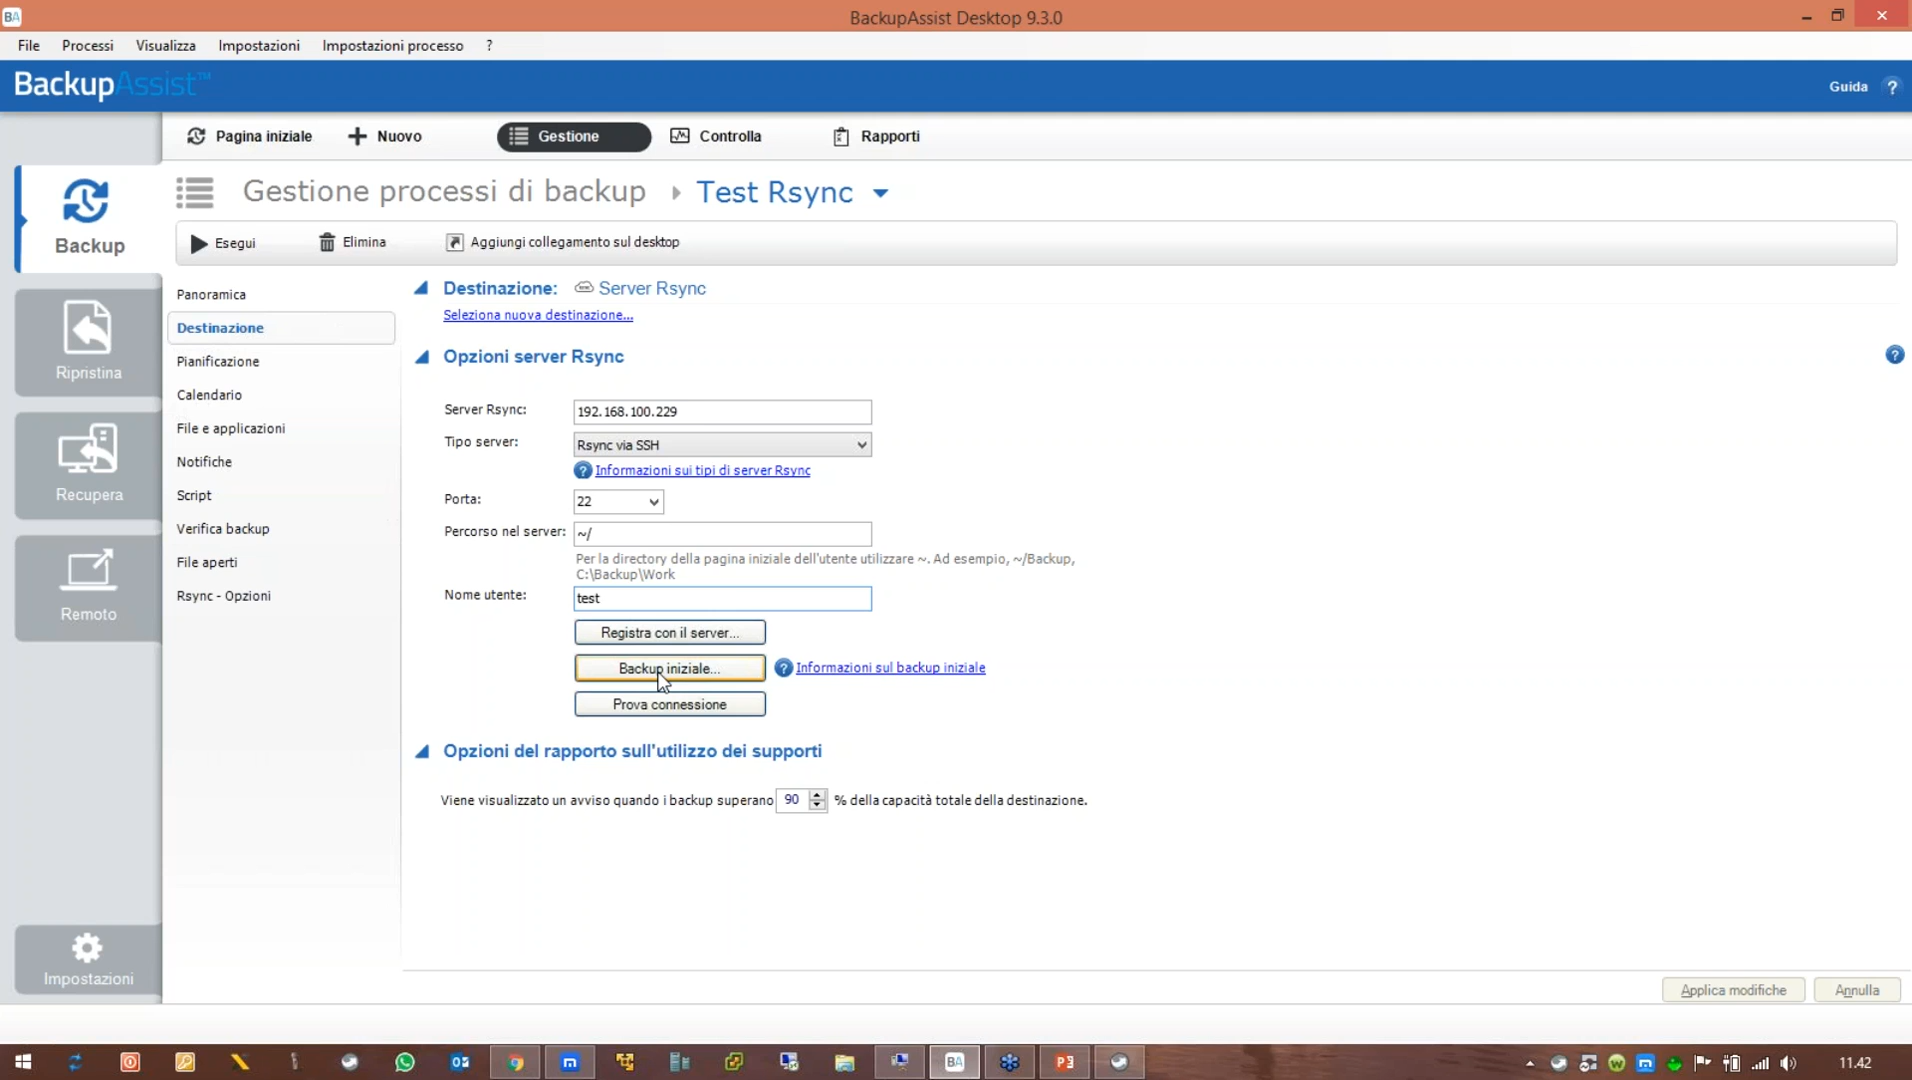 BA
BackupAssist Desktop 9.3.0
File Processi Visualizza Impostazioni Impostazioni processo ?
BackupAssist™
Guida ?
Pagina iniziale Nuovo Gestione Controlla Rapporti
Gestione processi di backup Test Rsync
Esegui Elimina Aggiungi collegamento sul desktop
Backup
Ripristina
Recupera
Remoto
Impostazioni
Panoramica
Destinazione
Pianificazione
Calendario
File e applicazioni
Notifiche
Script
Verifica backup
File aperti
Rsync - Opzioni
Destinazione: Server Rsync
Seleziona nuova destinazione...
Opzioni server Rsync
?
Server Rsync: 192.168.100.229
Tipo server: Rsync via SSH
? Informazioni sui tipi di server Rsync
Porta: 22
Percorso nel server: ~/
Per la directory della pagina iniziale dell'utente utilizzare ~. Ad esempio, ~/Backup,
C:\Backup\Work
Nome utente: test
Registra con il server...
Backup iniziale... ? Informazioni sul backup iniziale
Prova connessione
Opzioni del rapporto sull'utilizzo dei supporti
Viene visualizzato un avviso quando i backup superano 90 % della capacità totale della destinazione.
Applica modifiche Annulla
BA
11.42